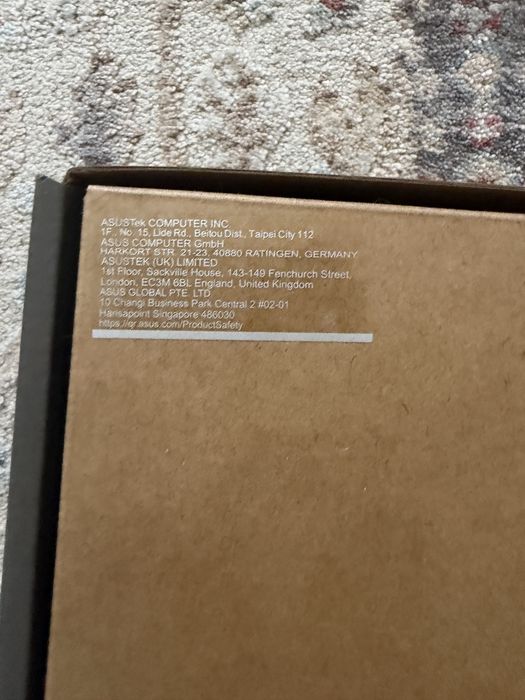 ASUSTek COMPUTER INC
1F., No. 15, Lide Rd., Beitou Dist., Taipei City 112
ASUS COMPUTER GmbH
HARKORT STR. 21-23, 40880 RATINGEN, GERMANY
ASUSTEK (UK) LIMITED
1st Floor, Sackville House, 143-149 Fenchurch Street,
London, EC3M 6BL England, United Kingdom
ASUS GLOBAL PTE. LTD.
10 Changi Business Park Central 2 #02-01
Hansapoint Singapore 486030
https://qr.asus.com/ProductSafety